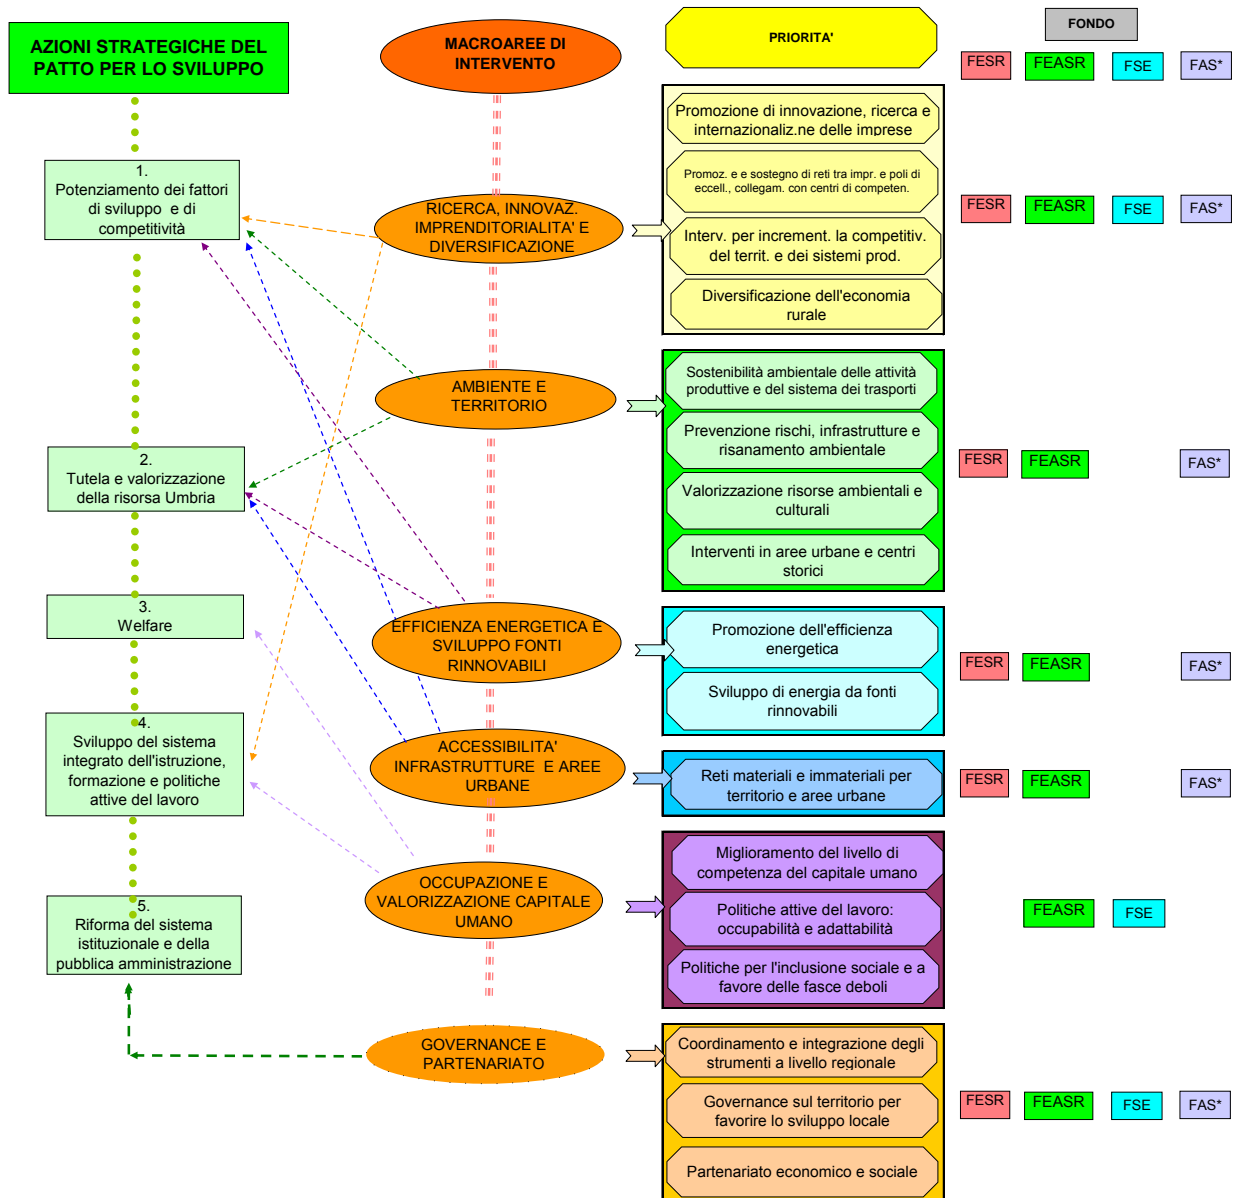 AZIONI STRATEGICHE DEL
PATTO PER LO SVILUPPO
MACROAREE DI
INTERVENTO
PRIORITA'
FONDO
FESR
FEASR
FSE
FAS*
1.
Potenziamento dei fattori
di sviluppo e di
competitività
RICERCA, INNOVAZ.
IMPRENDITORIALITA' E
DIVERSIFICAZIONE
Promozione di innovazione, ricerca e
internazionaliz.ne delle imprese
Promoz. e e sostegno di reti tra impr. e poli di
eccell., collegam. con centri di competen.
Interv. per increment. la competitiv.
del territ. e dei sistemi prod.
Diversificazione dell'economia
rurale
FESR
FEASR
FSE
FAS*
AMBIENTE E
TERRITORIO
Sostenibilità ambientale delle attività
produttive e del sistema dei trasporti
Prevenzione rischi, infrastrutture e
risanamento ambientale
Valorizzazione risorse ambientali e
culturali
Interventi in aree urbane e centri
storici
FESR
FEASR
FAS*
2.
Tutela e valorizzazione
della risorsa Umbria
3.
Welfare
EFFICIENZA ENERGETICA E
SVILUPPO FONTI
RINNOVABILI
Promozione dell'efficienza
energetica
Sviluppo di energia da fonti
rinnovabili
FESR
FEASR
FAS*
4.
Sviluppo del sistema
integrato dell'istruzione,
formazione e politiche
attive del lavoro
ACCESSIBILITA'
INFRASTRUTTURE E AREE
URBANE
Reti materiali e immateriali per
territorio e aree urbane
FESR
FEASR
FAS*
OCCUPAZIONE E
VALORIZZAZIONE CAPITALE
UMANO
Miglioramento del livello di
competenza del capitale umano
Politiche attive del lavoro:
occupabilità e adattabilità
Politiche per l'inclusione sociale e a
favore delle fasce deboli
FEASR
FSE
5.
Riforma del sistema
istituzionale e della
pubblica amministrazione
GOVERNANCE E
PARTENARIATO
Coordinamento e integrazione degli
strumenti a livello regionale
Governance sul territorio per
favorire lo sviluppo locale
Partenariato economico e sociale
FESR
FEASR
FSE
FAS*